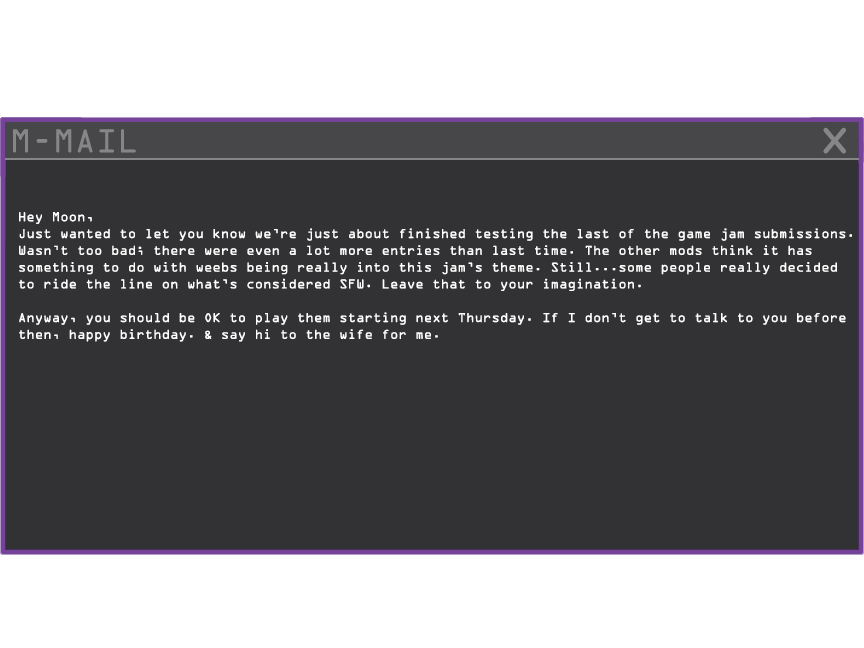 M-MAIL X
Hey Moon,
Just wanted to let you know we're just about finished testing the last of the game jam submissions.
Wasn't too bad; there were even a lot more entries than last time. The other mods think it has
something to do with weebs being really into this jam's theme. Still...some people really decided
to ride the line on what's considered SFW. Leave that to your imagination.
Anyway, you should be OK to play them starting next Thursday. If I don't get to talk to you before
then, happy birthday. & say hi to the wife for me.